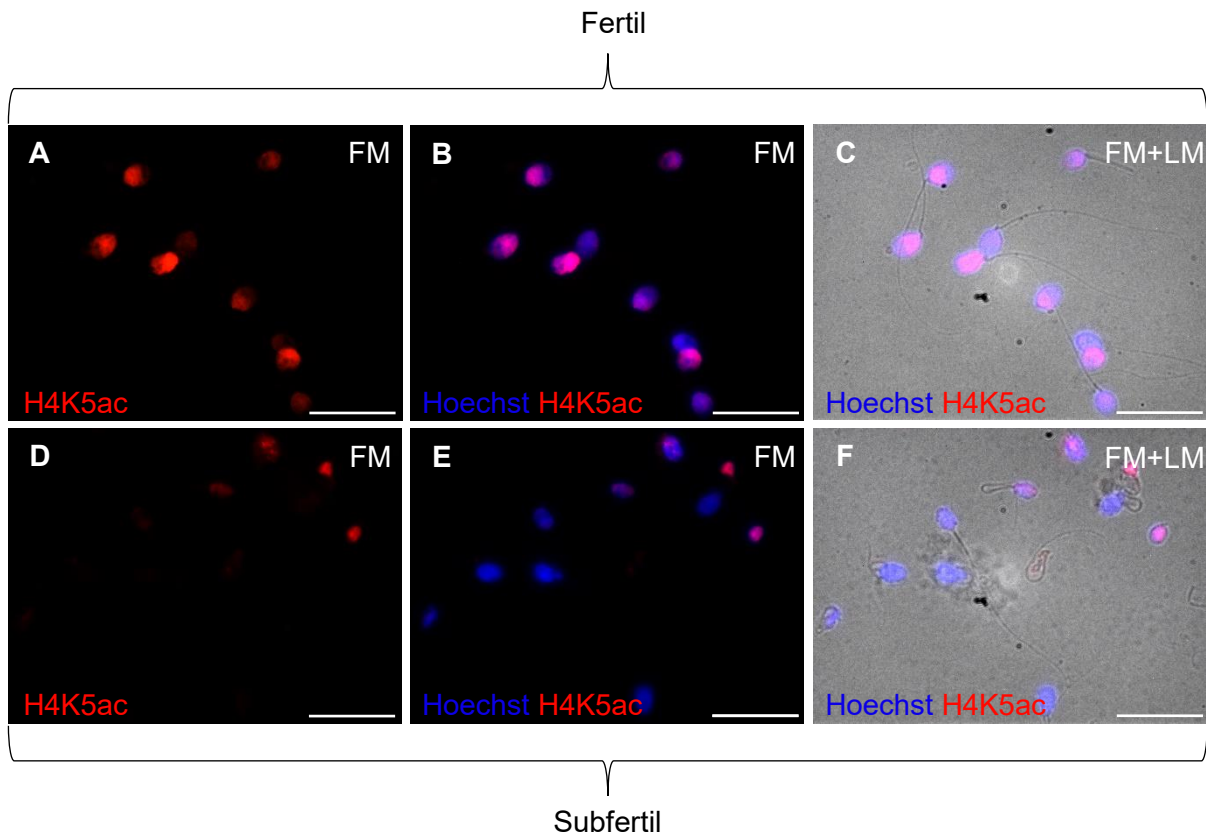 Fertil
A FM
H4K5ac
B FM
Hoechst H4K5ac
C FM+LM
Hoechst H4K5ac
D FM
H4K5ac
E FM
Hoechst H4K5ac
F FM+LM
Hoechst H4K5ac
Subfertil